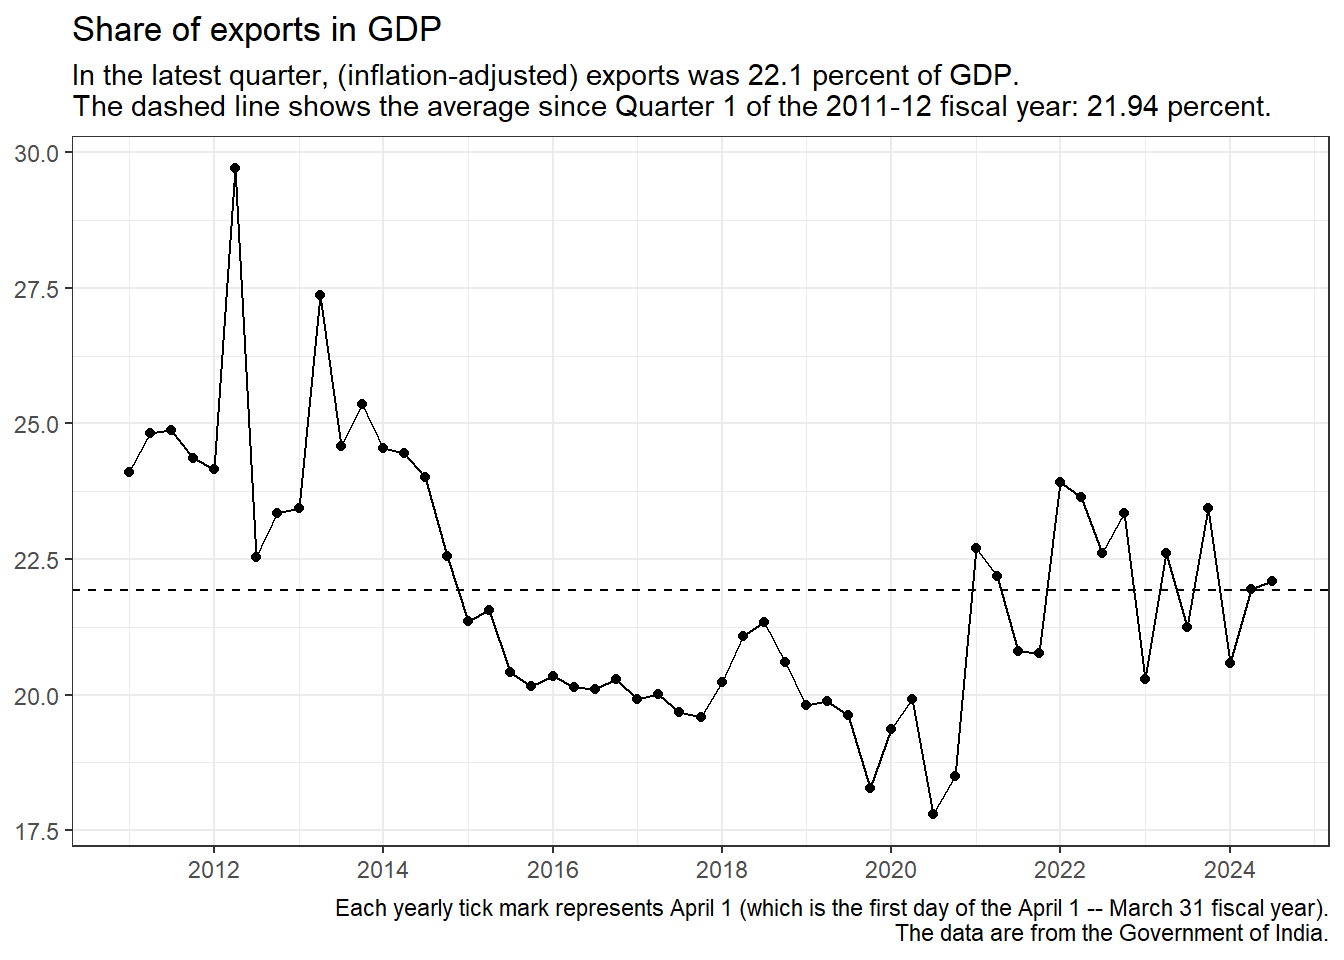 Share of exports in GDP
In the latest quarter, (inflation-adjusted) exports was 22.1 percent of GDP.
The dashed line shows the average since Quarter 1 of the 2011-12 fiscal year: 21.94 percent.
30.0
27.5
25.0
22.5
20.0
17.5
2012 2014 2016 2018 2020 2022 2024
Each yearly tick mark represents April 1 (which is the first day of the April 1 -- March 31 fiscal year).
The data are from the Government of India.